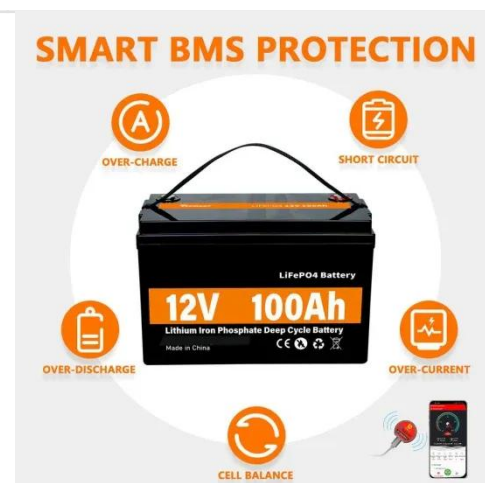 SMART BMS PROTECTION
OVER-CHARGE
SHORT CIRCUIT
LiFePO4 Battery
12V 100Ah
Lithium Iron Phosphate Deep Cycle Battery
Made in China
CE
OVER-DISCHARGE
OVER-CURRENT
CELL BALANCE